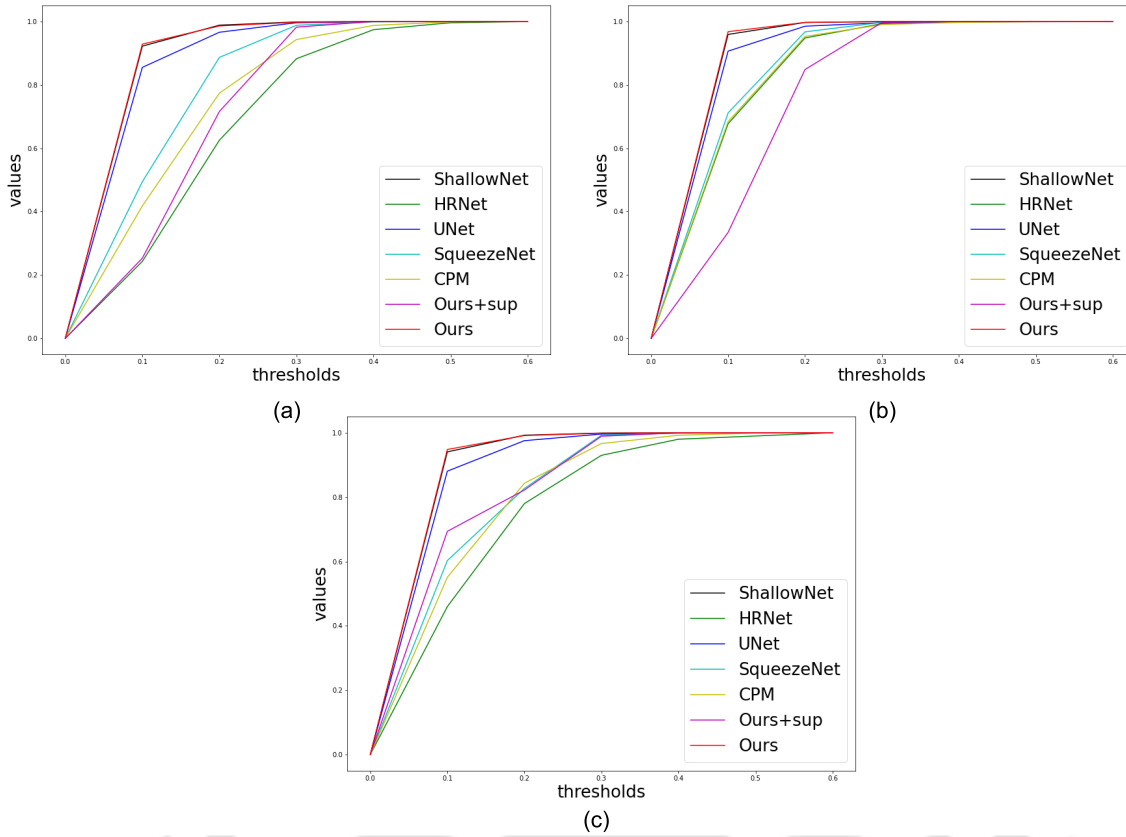 1.0
0.8
0.6
0.4
0.2
0.0
values
ShallowNet
HRNet
UNet
SqueezeNet
CPM
Ours+sup
Ours
0.0 0.1 0.2 0.3 0.4 0.5 0.6
thresholds
(a)
1.0
0.8
0.6
0.4
0.2
0.0
values
ShallowNet
HRNet
UNet
SqueezeNet
CPM
Ours+sup
Ours
0.0 0.1 0.2 0.3 0.4 0.5 0.6
thresholds
(b)
1.0
0.8
0.6
0.4
0.2
0.0
values
ShallowNet
HRNet
UNet
SqueezeNet
CPM
Ours+sup
Ours
0.0 0.1 0.2 0.3 0.4 0.5 0.6
thresholds
(c)